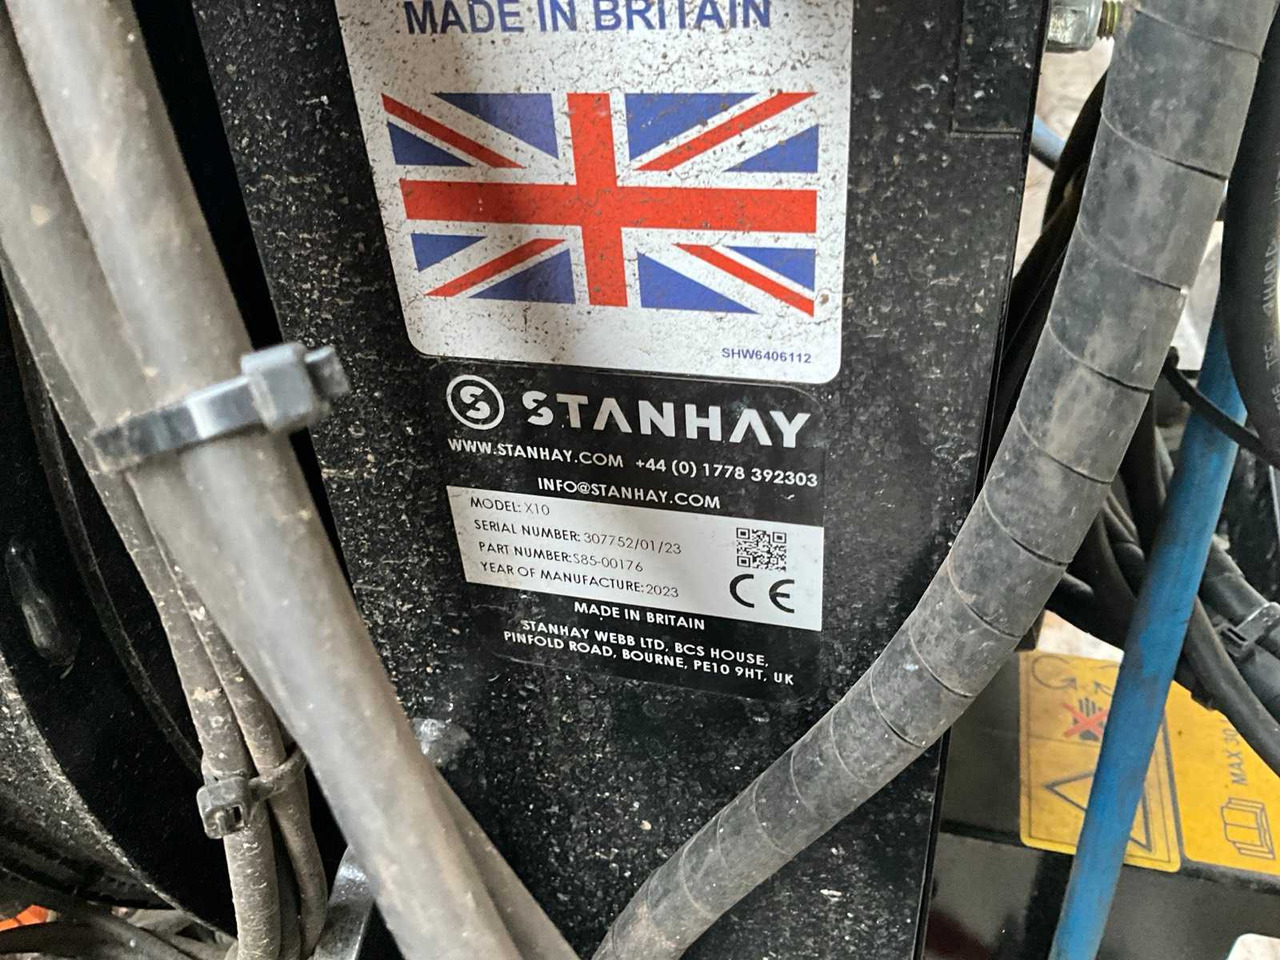 MADE IN BRITAIN
SHW6406112
STANHAY
WWW.STANHAY.COM +44 (0) 1778 392303
INFO@STANHAY.COM
MODEL: X10
SERIAL NUMBER: 307752/01/23
PART NUMBER: S85-00176
YEAR OF MANUFACTURE: 2023
CE
MADE IN BRITAIN
STANHAY WEBB LTD, BCS HOUSE,
PINFOLD ROAD, BOURNE, PE10 9HT, UK